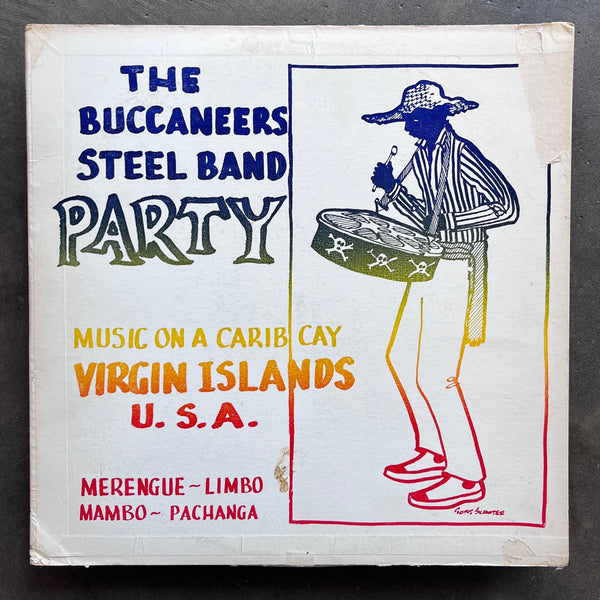 THE
BUCCANEERS
STEEL BAND
PARTY
MUSIC ON A CARIB CAY
VIRGIN ISLANDS
U.S.A.
MERENGUE ~ LIMBO
MAMBO ~ PACHANGA